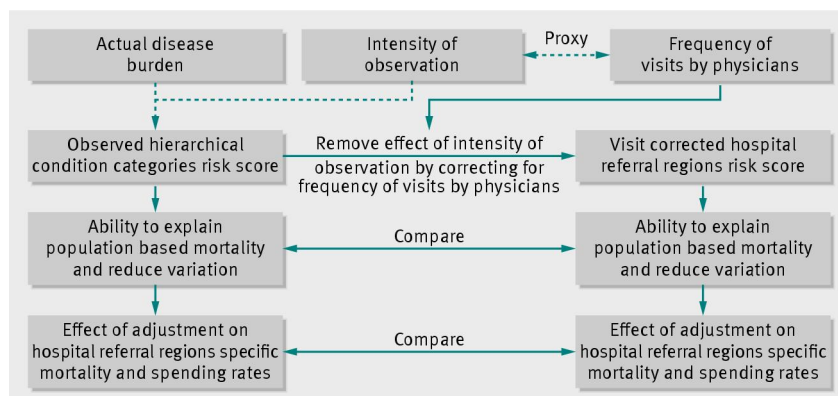 Actual disease
burden
Intensity of
observation
Proxy
Frequency of
visits by physicians
Observed hierarchical
condition categories risk score
Remove effect of intensity of
observation by correcting for
frequency of visits by physicians
Visit corrected hospital
referral regions risk score
Ability to explain
population based mortality
and reduce variation
Compare
Ability to explain
population based mortality
and reduce variation
Effect of adjustment on
hospital referral regions specific
mortality and spending rates
Compare
Effect of adjustment on
hospital referral regions specific
mortality and spending rates